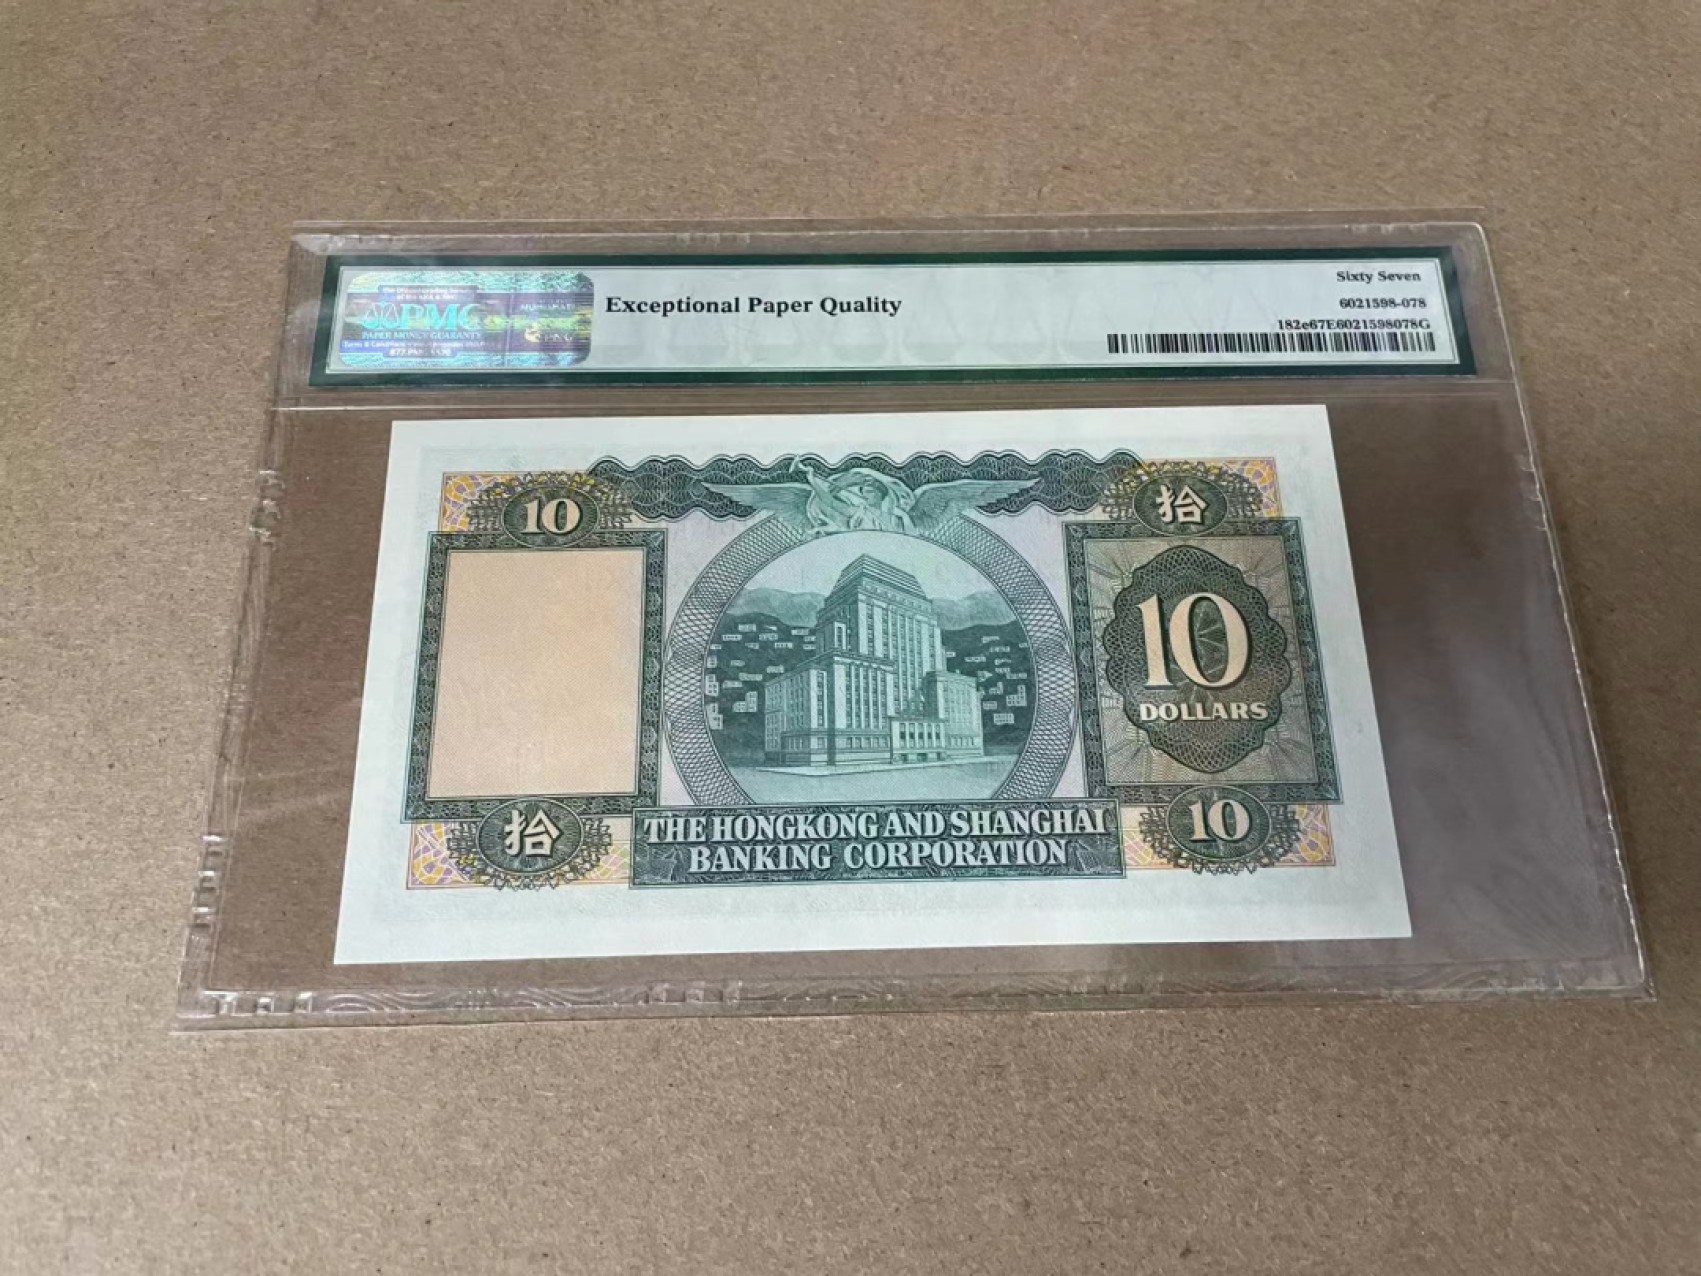 PMG
PAPER MONEY GUARANTY
Exceptional Paper Quality
Sixty Seven
6021598-078
182e67E6021598078G
10
拾
10
DOLLARS
拾
THE HONGKONG AND SHANGHAI
BANKING CORPORATION
10